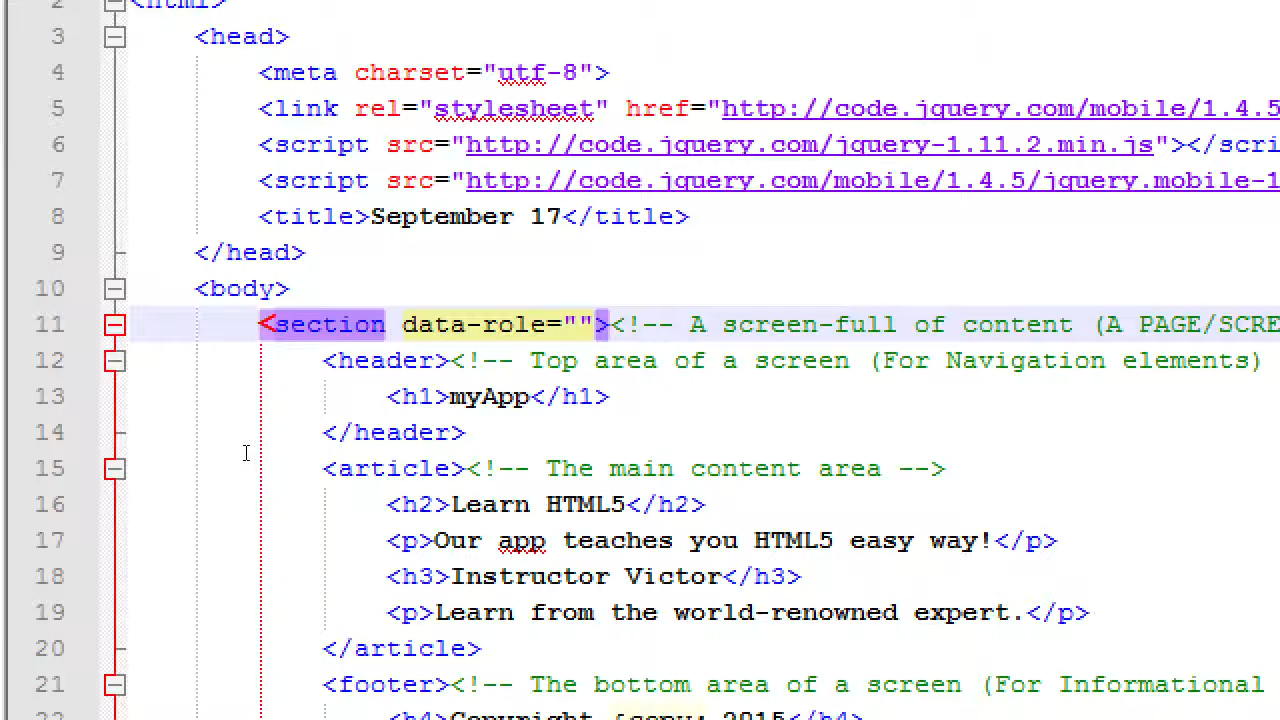 2 <html>
3 <head>
4 <meta charset="utf-8">
5 <link rel="stylesheet" href="http://code.jquery.com/mobile/1.4.5
6 <script src="http://code.jquery.com/jquery-1.11.2.min.js"></scri
7 <script src="http://code.jquery.com/mobile/1.4.5/jquery.mobile-1
8 <title>September 17</title>
9 </head>
10 <body>
11 <section data-role=""><!-- A screen-full of content (A PAGE/SCRE
12 <header><!-- Top area of a screen (For Navigation elements)
13 <h1>myApp</h1>
14 </header>
15 <article><!-- The main content area -->
16 <h2>Learn HTML5</h2>
17 <p>Our app teaches you HTML5 easy way!</p>
18 <h3>Instructor Victor</h3>
19 <p>Learn from the world-renowned expert.</p>
20 </article>
21 <footer><!-- The bottom area of a screen (For Informational
22 <h4>Copyright &copy; 2015</h4>